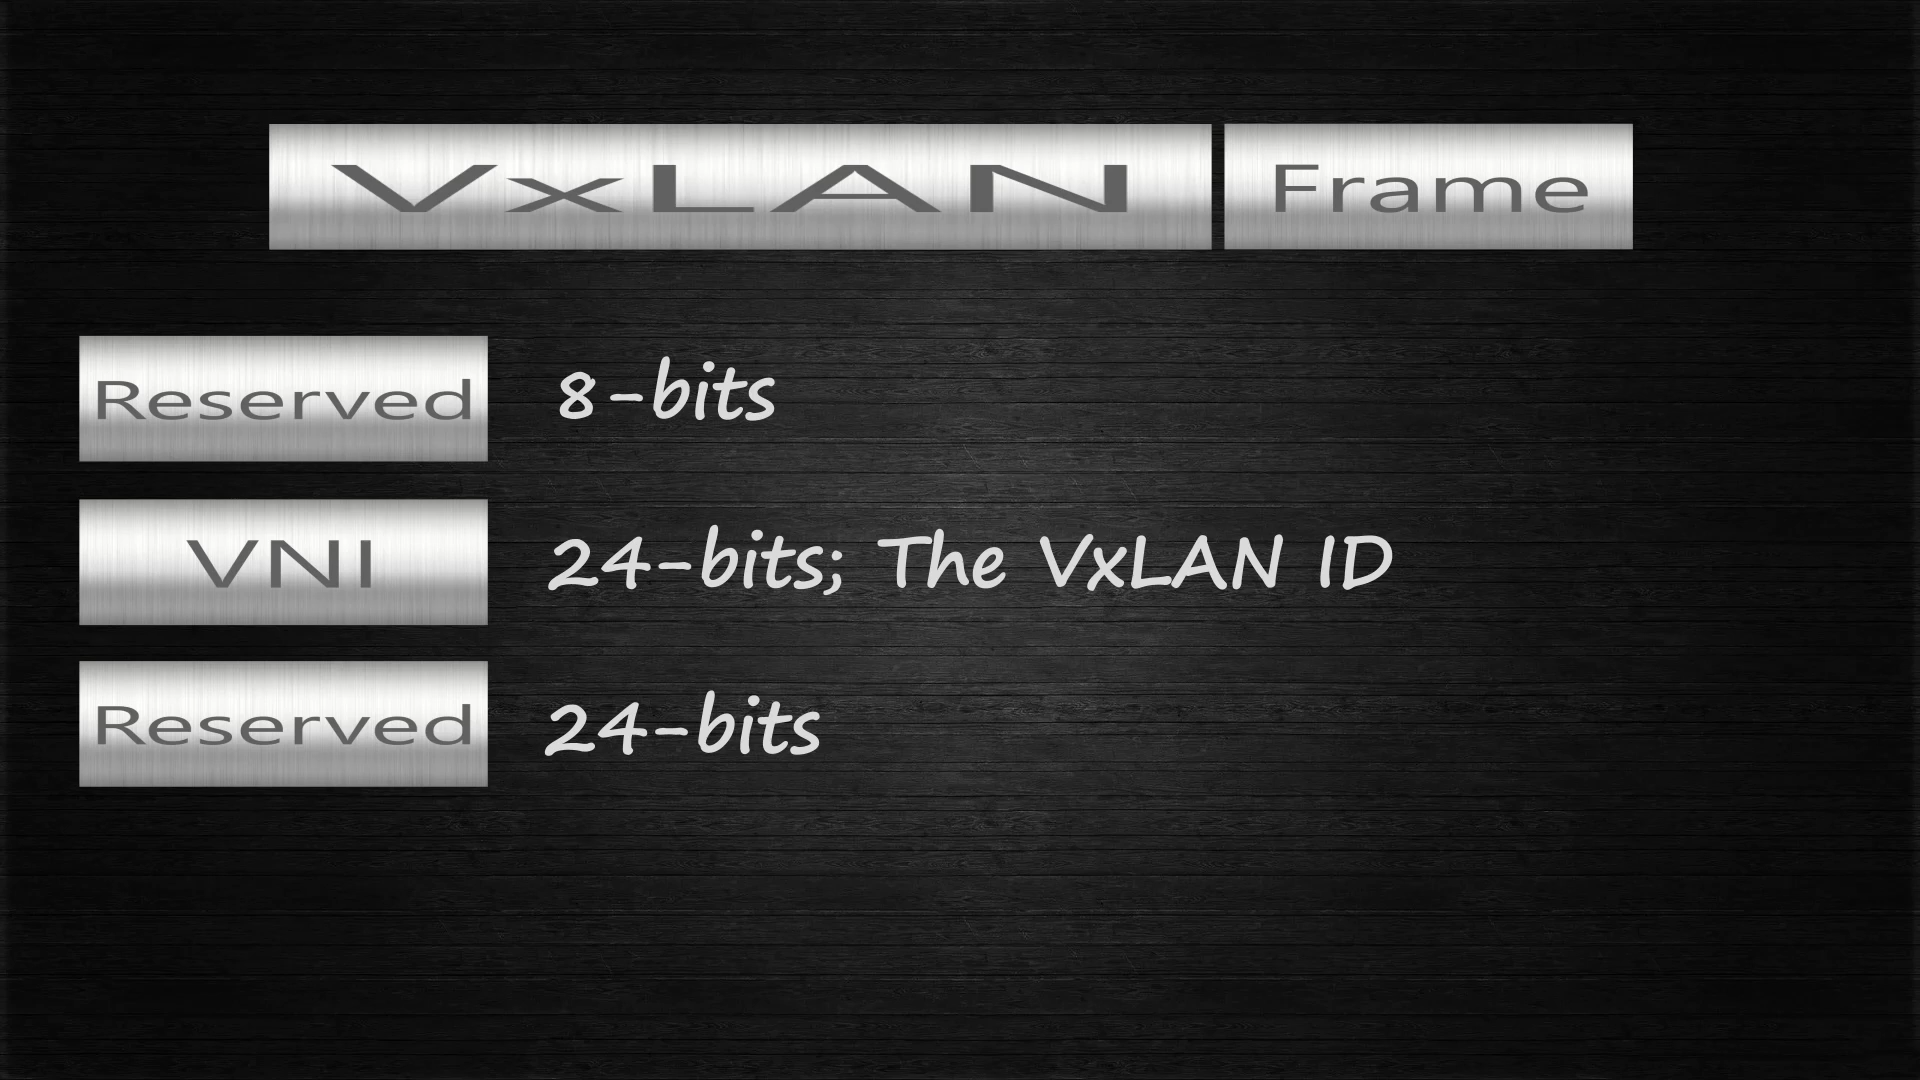 VxLAN Frame
Reserved 8-bits
VNI 24-bits; The VxLAN ID
Reserved 24-bits